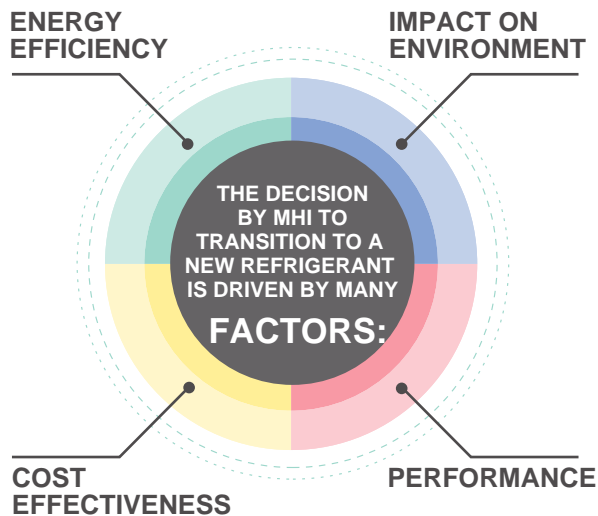 ENERGY
EFFICIENCY
IMPACT ON
ENVIRONMENT
THE DECISION
BY MHI TO
TRANSITION TO A
NEW REFRIGERANT
IS DRIVEN BY MANY
FACTORS:
COST
EFFECTIVENESS
PERFORMANCE